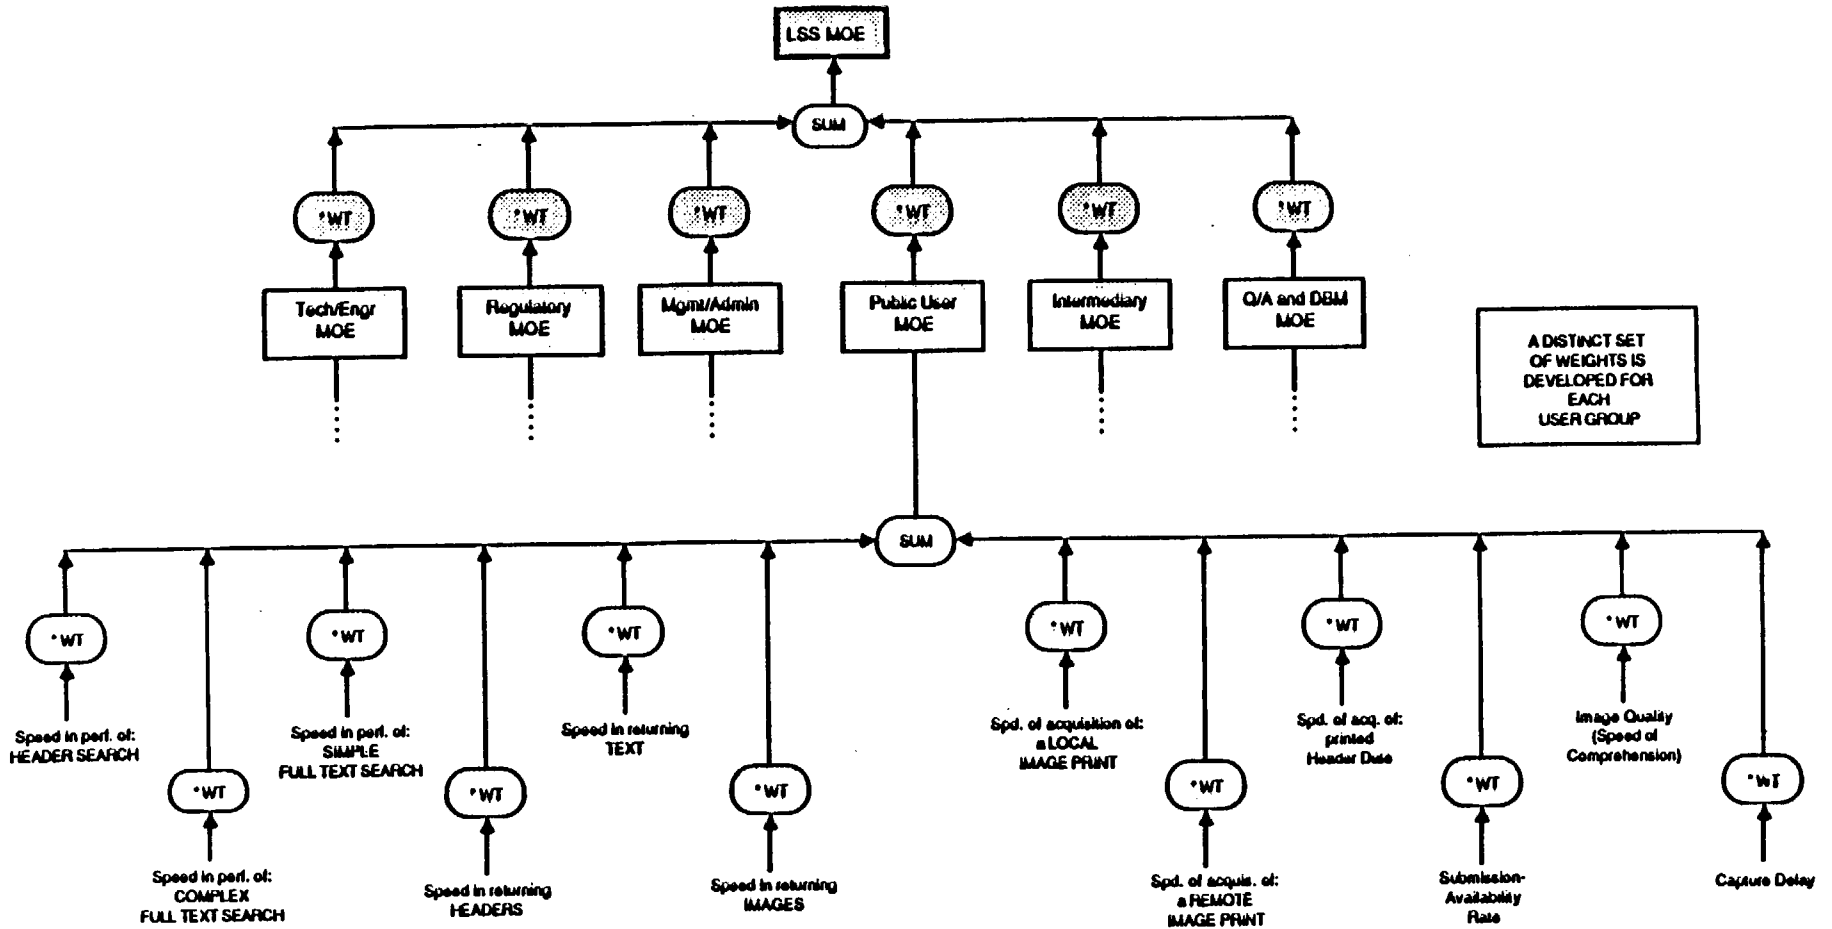 LSS MOE
SUM
*WT
*WT
*WT
*WT
*WT
*WT
Tech/Engr
MOE
Regulatory
MOE
Mgmt/Admin
MOE
Public User
MOE
Intermediary
MOE
Q/A and DBM
MOE
A DISTINCT SET
OF WEIGHTS IS
DEVELOPED FOR
EACH
USER GROUP
SUM
*WT
*WT
*WT
*WT
*WT
*WT
Speed in perf. of:
HEADER SEARCH
Speed in perf. of:
SIMPLE
FULL TEXT SEARCH
Speed in returning
TEXT
Spd. of acquisition of:
a LOCAL
IMAGE PRINT
Spd. of acq. of:
printed
Header Data
Image Quality
(Speed of
Comprehension)
*WT
*WT
*WT
*WT
*WT
*WT
Speed in perf. of:
COMPLEX
FULL TEXT SEARCH
Speed in returning
HEADERS
Speed in returning
IMAGES
Spd. of acquis. of:
a REMOTE
IMAGE PRINT
Submission-
Availability
Rate
Capture Delay